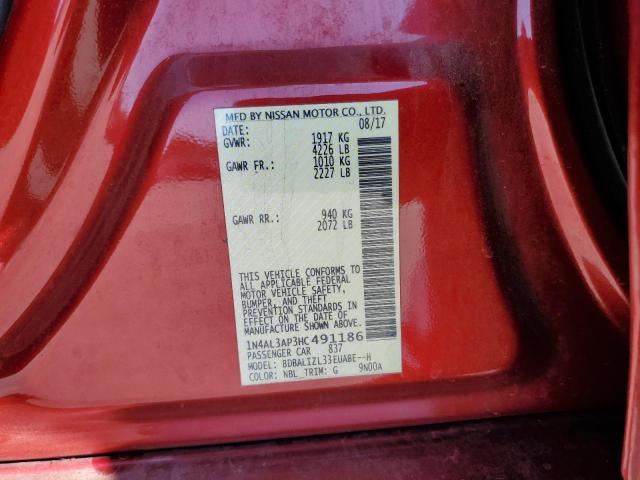 MFD BY NISSAN MOTOR CO., LTD.
DATE: 08/17
GVWR: 1917 KG
4226 LB
GAWR FR.: 1010 KG
2227 LB
GAWR RR.: 940 KG
2072 LB
THIS VEHICLE CONFORMS TO
ALL APPLICABLE FEDERAL
MOTOR VEHICLE SAFETY,
BUMPER, AND THEFT
PREVENTION STANDARDS IN
EFFECT ON THE DATE OF
MANUFACTURE SHOWN ABOVE.
1N4AL3AP3HC491186
PASSENGER CAR 837
MODEL: BDBALIZL33EUABE--H
COLOR: NBL TRIM: G 9N00A